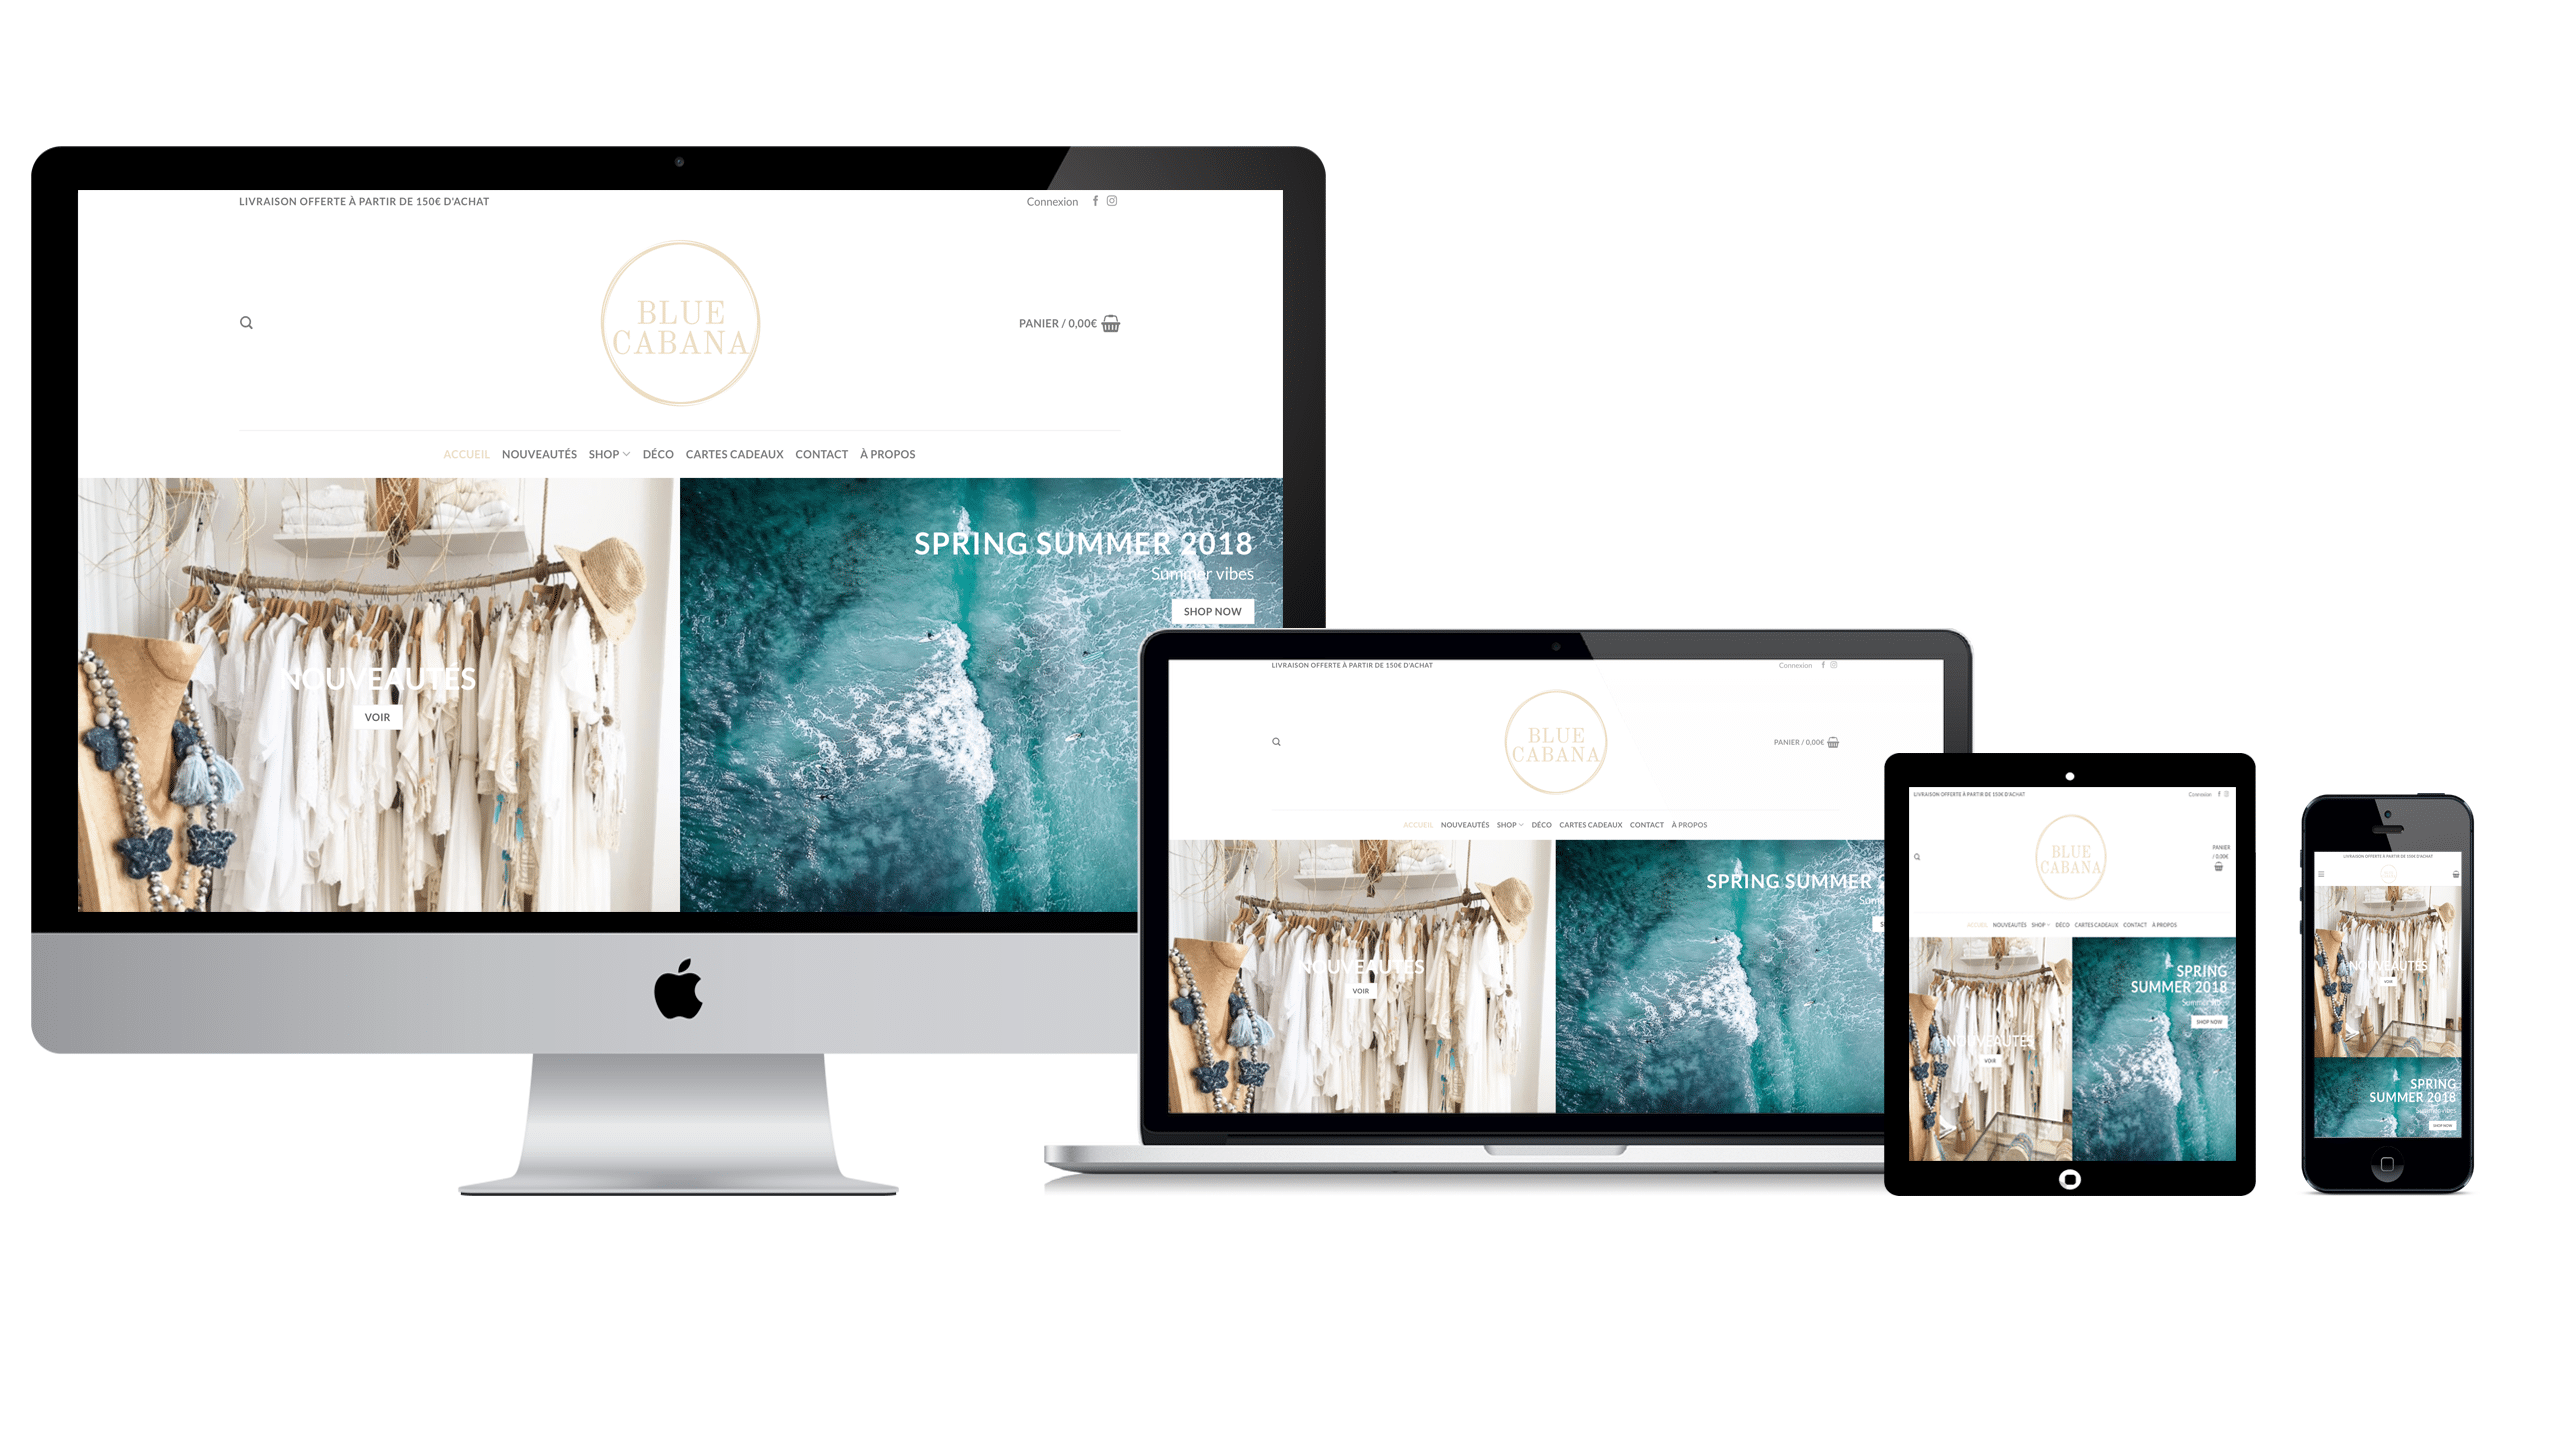 LIVRAISON OFFERTE À PARTIR DE 150€ D'ACHAT
Connexion
BLUE
CABANA
PANIER / 0,00€
ACCUEIL NOUVEAUTÉS SHOP DÉCO CARTES CADEAUX CONTACT À PROPOS
SPRING SUMMER 2018
Summer vibes
SHOP NOW
NOUVEAUTÉS
VOIR
LIVRAISON OFFERTE À PARTIR DE 150€ D'ACHAT
Connexion
BLUE
CABANA
PANIER / 0,00€
ACCUEIL NOUVEAUTÉS SHOP DÉCO CARTES CADEAUX CONTACT À PROPOS
SPRING SUMMER
NOUVEAUTÉS
VOIR
LIVRAISON OFFERTE À PARTIR DE 150€ D'ACHAT
Connexion
BLUE
CABANA
PANIER
/ 0,00€
ACCUEIL NOUVEAUTÉS SHOP DÉCO CARTES CADEAUX CONTACT À PROPOS
SPRING
SUMMER 2018
Summer vibes
SHOP NOW
NOUVEAUTÉS
VOIR
LIVRAISON OFFERTE À PARTIR DE 150€ D'ACHAT
NOUVEAUTÉS
VOIR
SPRING
SUMMER 2018
Summer vibes
SHOP NOW